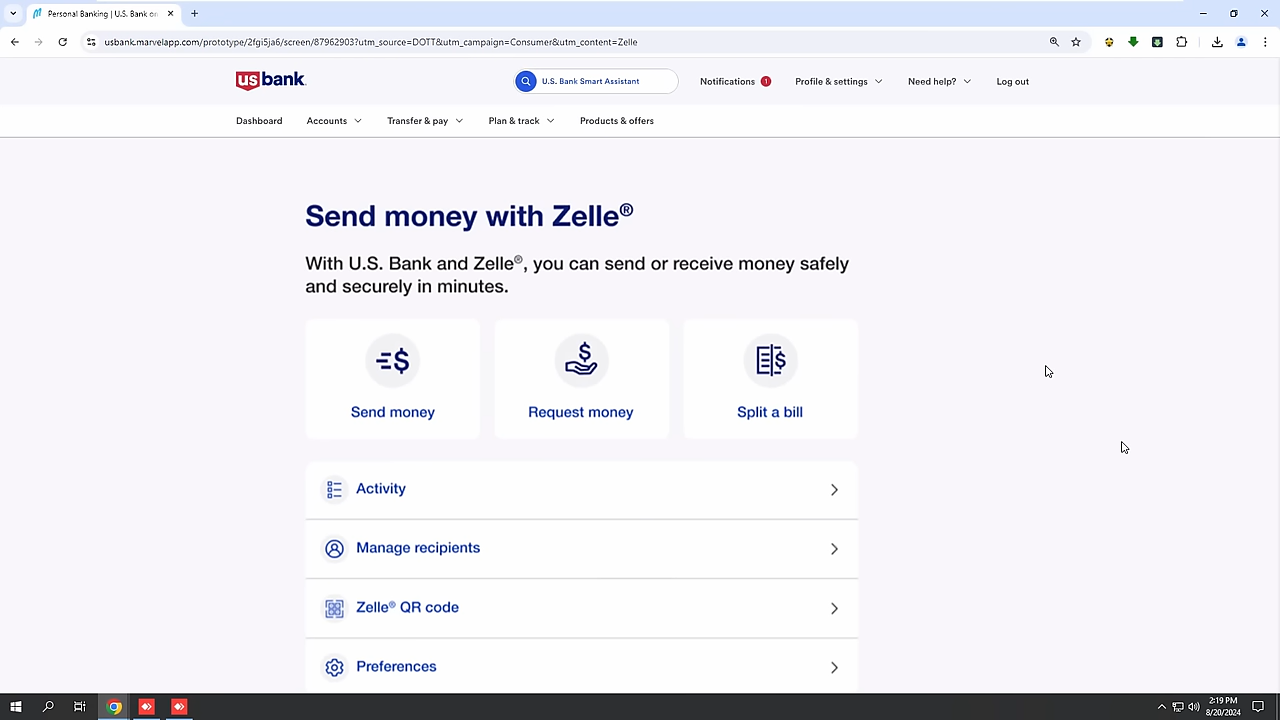 Personal Banking | U.S. Bank
usbank.marvelapp.com/prototype/2fgi5ja6/screen/87962903?utm_source=DOTT&utm_campaign=Consumer&utm_content=Zelle
usbank
U.S. Bank Smart Assistant
Notifications 1
Profile & settings
Need help?
Log out
Dashboard
Accounts
Transfer & pay
Plan & track
Products & offers
Send money with Zelle®
With U.S. Bank and Zelle®, you can send or receive money safely
and securely in minutes.
Send money
Request money
Split a bill
Activity
Manage recipients
Zelle® QR code
Preferences
2:19 PM
8/20/2024